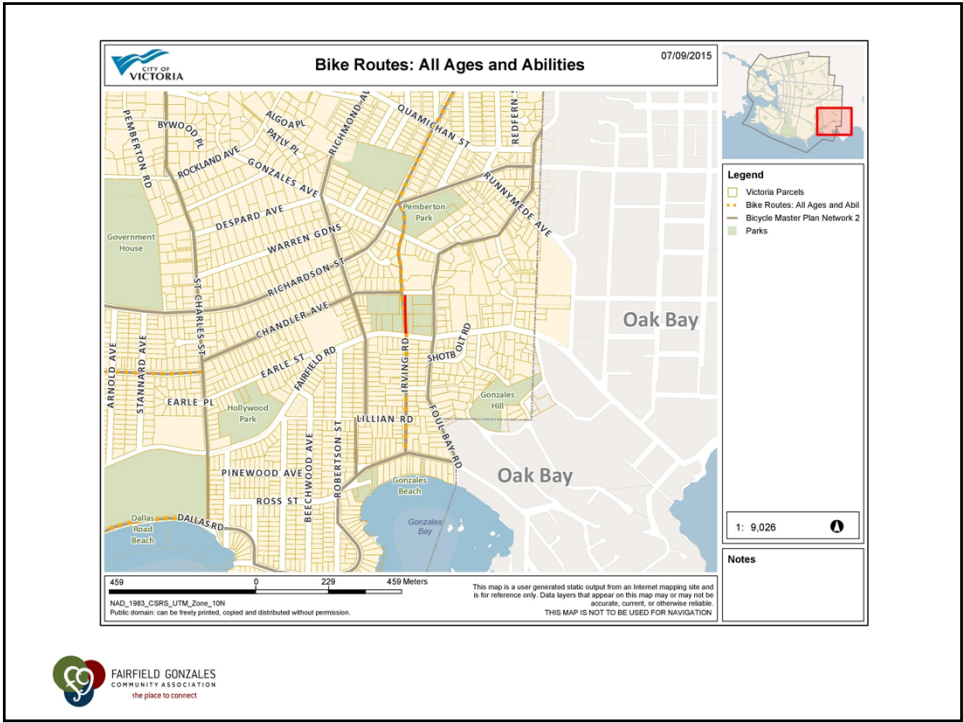 CITY OF
VICTORIA
Bike Routes: All Ages and Abilities
07/09/2015
PEMBERTON RD
BYWOOD PL
ALGOA PL
PATLY PL
RICHMOND AV
QUAMICHAN ST
REDFERN
ROCKLAND AVE
GONZALES AVE
RUNNYMEDE AVE
DESPARD AVE
Pemberton
Park
Government
House
WARREN GDNS
RICHARDSON ST
ST CHARLES ST
CHANDLER AVE
Oak Bay
ARNOLD AVE
STANNARD AVE
EARLE ST
FAIRFIELD RD
IRVING RD
SHOTBOLT RD
EARLE PL
Hollywood
Park
Gonzales
Hill
LILLIAN RD
FOUL BAY RD
PINEWOOD AVE
BEECHWOOD AVE
ROBERTSON ST
Oak Bay
ROSS ST
Gonzales
Beach
Dallas
Road
Beach
DALLAS RD
Gonzales
Bay
Legend
Victoria Parcels
Bike Routes: All Ages and Abil
Bicycle Master Plan Network 2
Parks
1: 9,026
Notes
459 0 229 459 Meters
NAD_1983_CSRS_UTM_Zone_10N
Public domain: can be freely printed, copied and distributed without permission.
This map is a user generated static output from an Internet mapping site and
is for reference only. Data layers that appear on this map may or may not be
accurate, current, or otherwise reliable.
THIS MAP IS NOT TO BE USED FOR NAVIGATION
fg
FAIRFIELD GONZALES
COMMUNITY ASSOCIATION
the place to connect